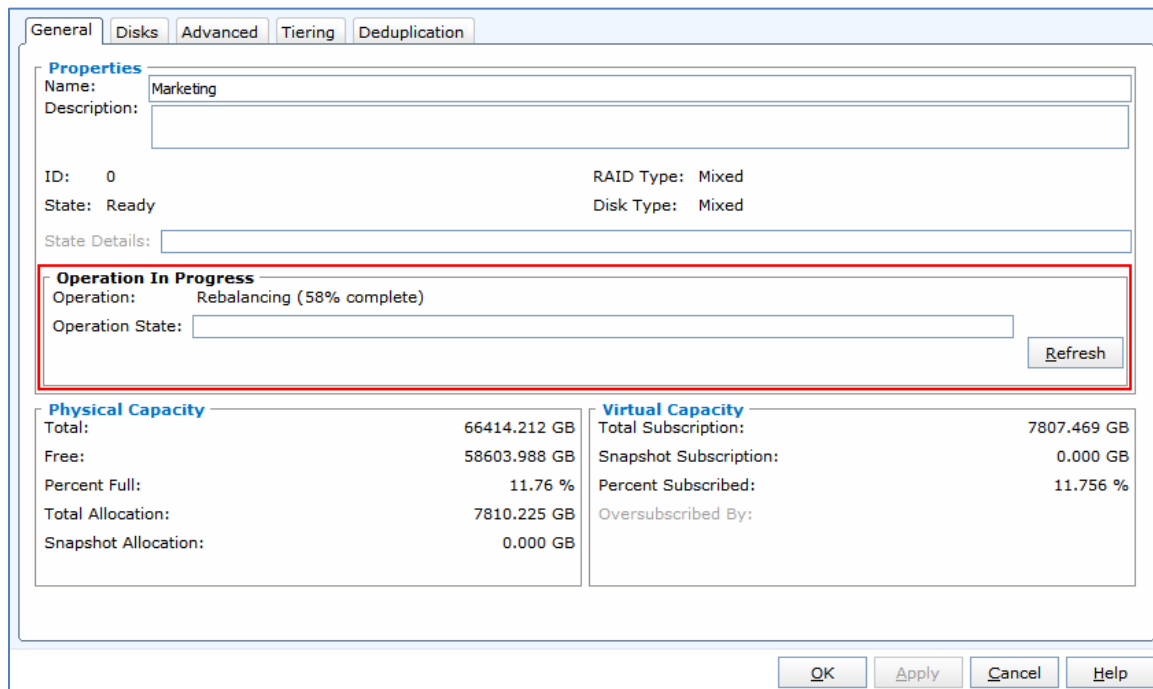 General Disks Advanced Tiering Deduplication
Properties
Name: Marketing
Description:
ID: 0 RAID Type: Mixed
State: Ready Disk Type: Mixed
State Details:
Operation In Progress
Operation: Rebalancing (58% complete)
Operation State:
Refresh
Physical Capacity
Total: 66414.212 GB
Free: 58603.988 GB
Percent Full: 11.76 %
Total Allocation: 7810.225 GB
Snapshot Allocation: 0.000 GB
Virtual Capacity
Total Subscription: 7807.469 GB
Snapshot Subscription: 0.000 GB
Percent Subscribed: 11.756 %
Oversubscribed By:
OK Apply Cancel Help